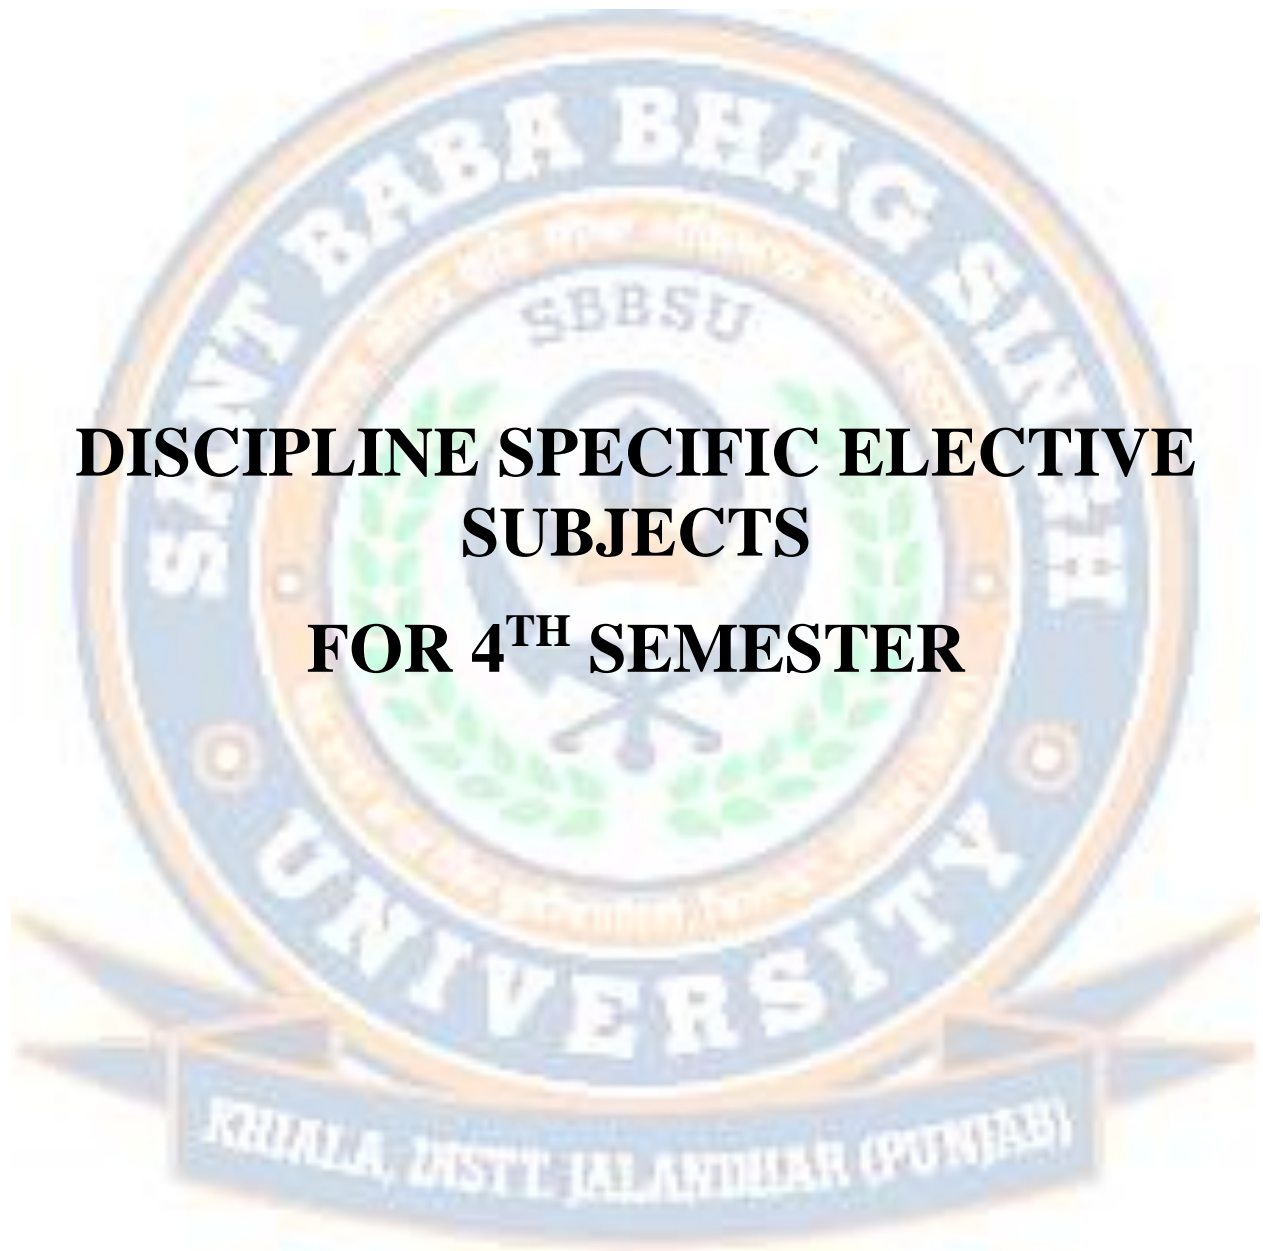 SANT BABA BHAG SINGH
SBBSU
DISCIPLINE SPECIFIC ELECTIVE
SUBJECTS
FOR 4TH SEMESTER
UNIVERSITY
KHIALA, DISTT. JALANDHAR (PUNJAB)